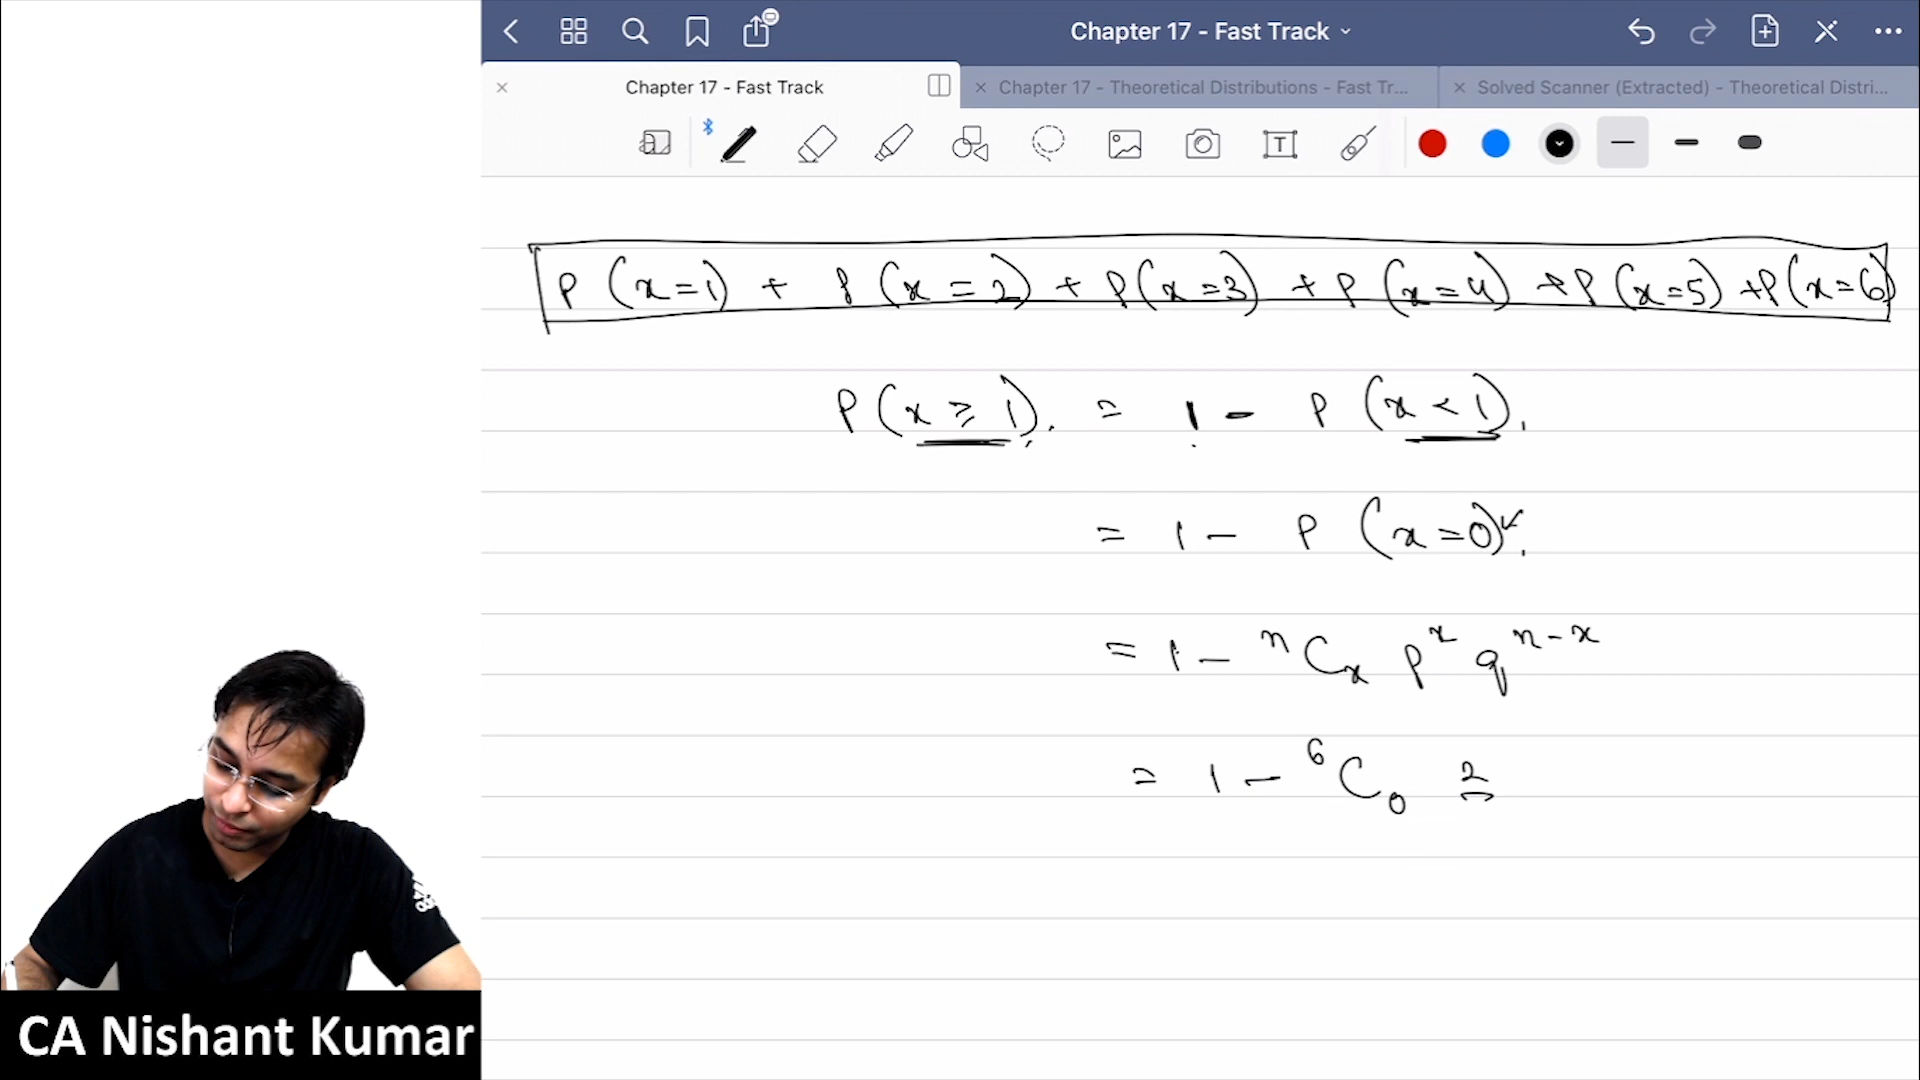 Chapter 17 - Fast Track
Chapter 17 - Fast Track
Chapter 17 - Theoretical Distributions - Fast Tr...
Solved Scanner (Extracted) - Theoretical Distri...
P (x=1) + P (x=2) + P(x=3) + P (x=4) + P(x=5) + P(x=6)
P(x ≥ 1). = 1 - P (x < 1).
= 1 - P (x=0)
= 1 - ⁿCₓ pˣ qⁿ⁻ˣ
= 1 - ⁶C₀ 2
CA Nishant Kumar